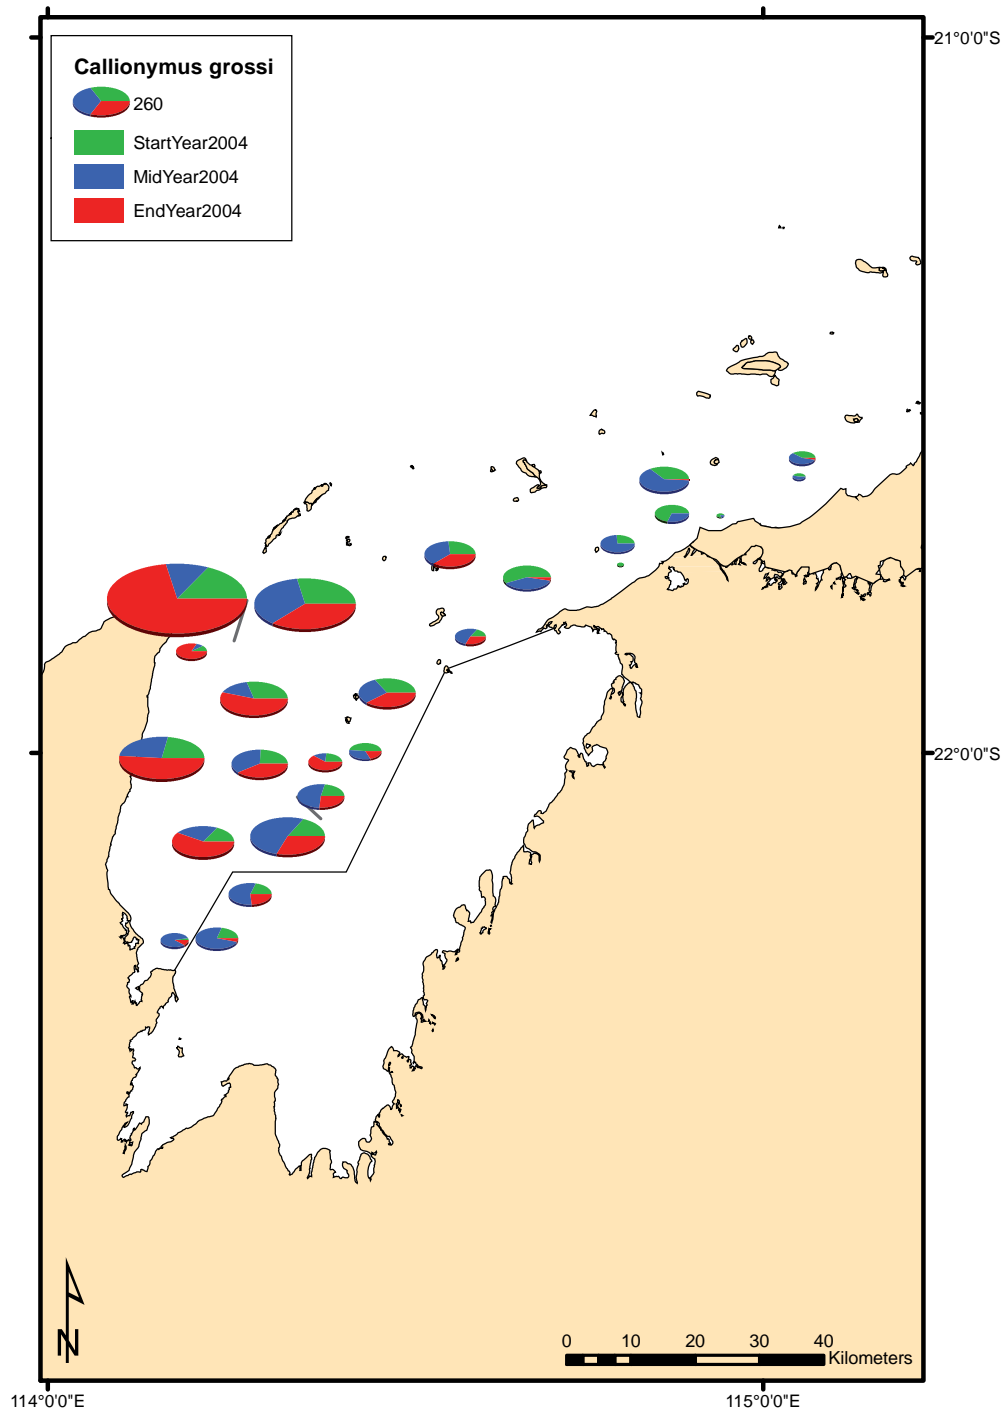 21°0'0"S
Callionymus grossi
260
StartYear2004
MidYear2004
EndYear2004
22°0'0"S
N
0 10 20 30 40
Kilometers
114°0'0"E 115°0'0"E